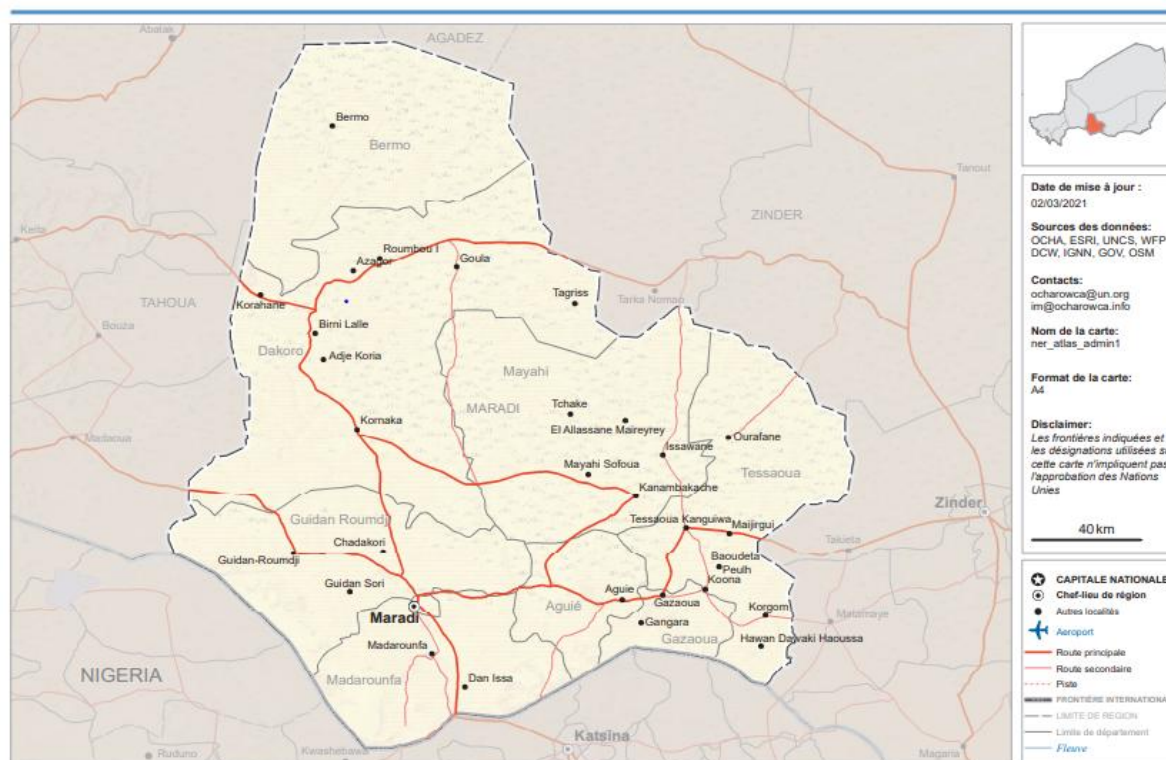 Abatak
AGADEZ
Bermo
Bermo
Tanout
ZINDER
Keita
Roumbou I
Azagor
Goula
TAHOUA
Korahane
Tagriss
Tarka Nomao
Bouza
Birni Lalle
Dakoro
Adje Koria
Mayahi
MARADI
Tchake
El Allassane Maireyrey
Kornaka
Madaoua
Ourafane
Issawane
Tessaoua
Mayahi Sofoua
Kanambakache
Zinder
Guidan Roumdji
Tessaoua Kanguiwa
Maijirgui
Chadakori
Guidan-Roumdji
Takieta
Baoudeta
Peulh
Koona
Guidan Sori
Aguie
Gazaoua
Aguié
Maradi
Korgom
Matamaye
Gangara
Gazaoua
Hawan Dawaki Haoussa
Madarounfa
NIGERIA
Madarounfa
Dan Issa
Katsina
Ruduno
Kwashebawa
Magaria
Date de mise à jour :
02/03/2021
Sources des données:
OCHA, ESRI, UNCS, WFP
DCW, IGNN, GOV, OSM
Contacts:
ocharowca@un.org
im@ocharowca.info
Nom de la carte:
ner_atlas_admin1
Format de la carte:
A4
Disclaimer:
Les frontières indiquées et
les désignations utilisées su
cette carte n'impliquent pas
l'approbation des Nations
Unies
40 km
CAPITALE NATIONALE
Chef-lieu de région
Autres localités
Aeroport
Route principale
Route secondaire
Piste
FRONTIÈRE INTERNATIONA
LIMITE DE REGION
Limite de département
Fleuve